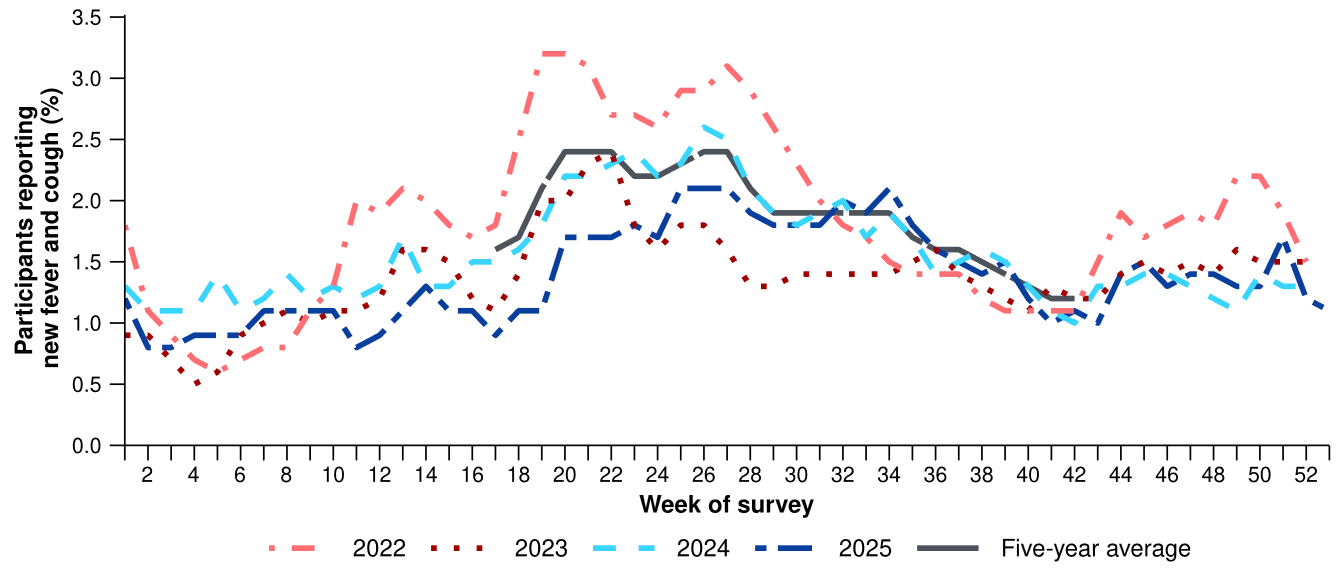 3.5
3.0
2.5
2.0
1.5
1.0
0.5
0.0
Participants reporting
new fever and cough (%)
2 4 6 8 10 12 14 16 18 20 22 24 26 28 30 32 34 36 38 40 42 44 46 48 50 52
Week of survey
2022 2023 2024 2025 Five-year average